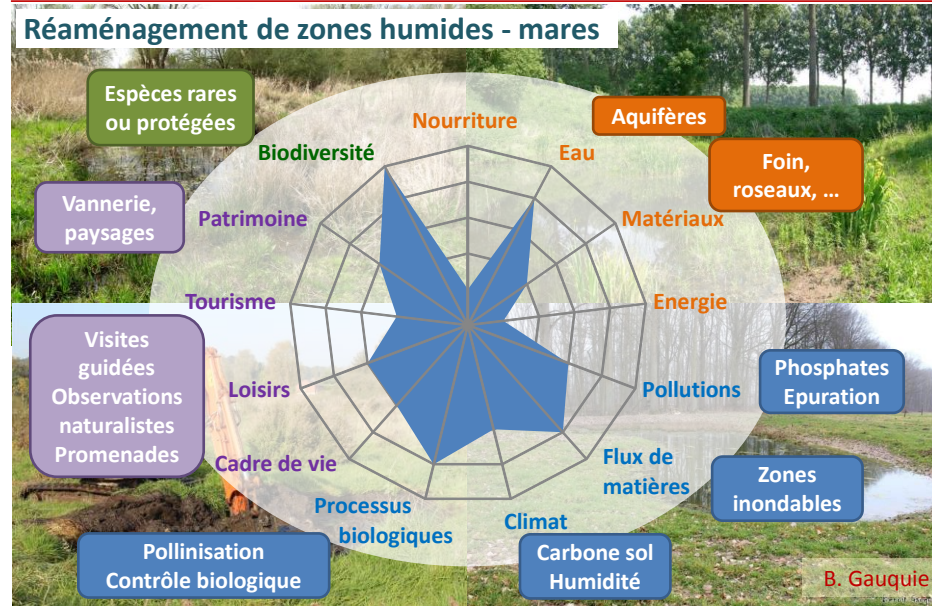 Réaménagement de zones humides - mares
Espèces rares
ou protégées
Nourriture
Aquifères
Biodiversité
Eau
Foin,
roseaux, ...
Vannerie,
paysages
Patrimoine
Matériaux
Tourisme
Energie
Visites
guidées
Observations
naturalistes
Promenades
Loisirs
Pollutions
Phosphates
Epuration
Cadre de vie
Flux de
matières
Zones
inondables
Processus
biologiques
Climat
Pollinisation
Contrôle biologique
Carbone sol
Humidité
B. Gauquie